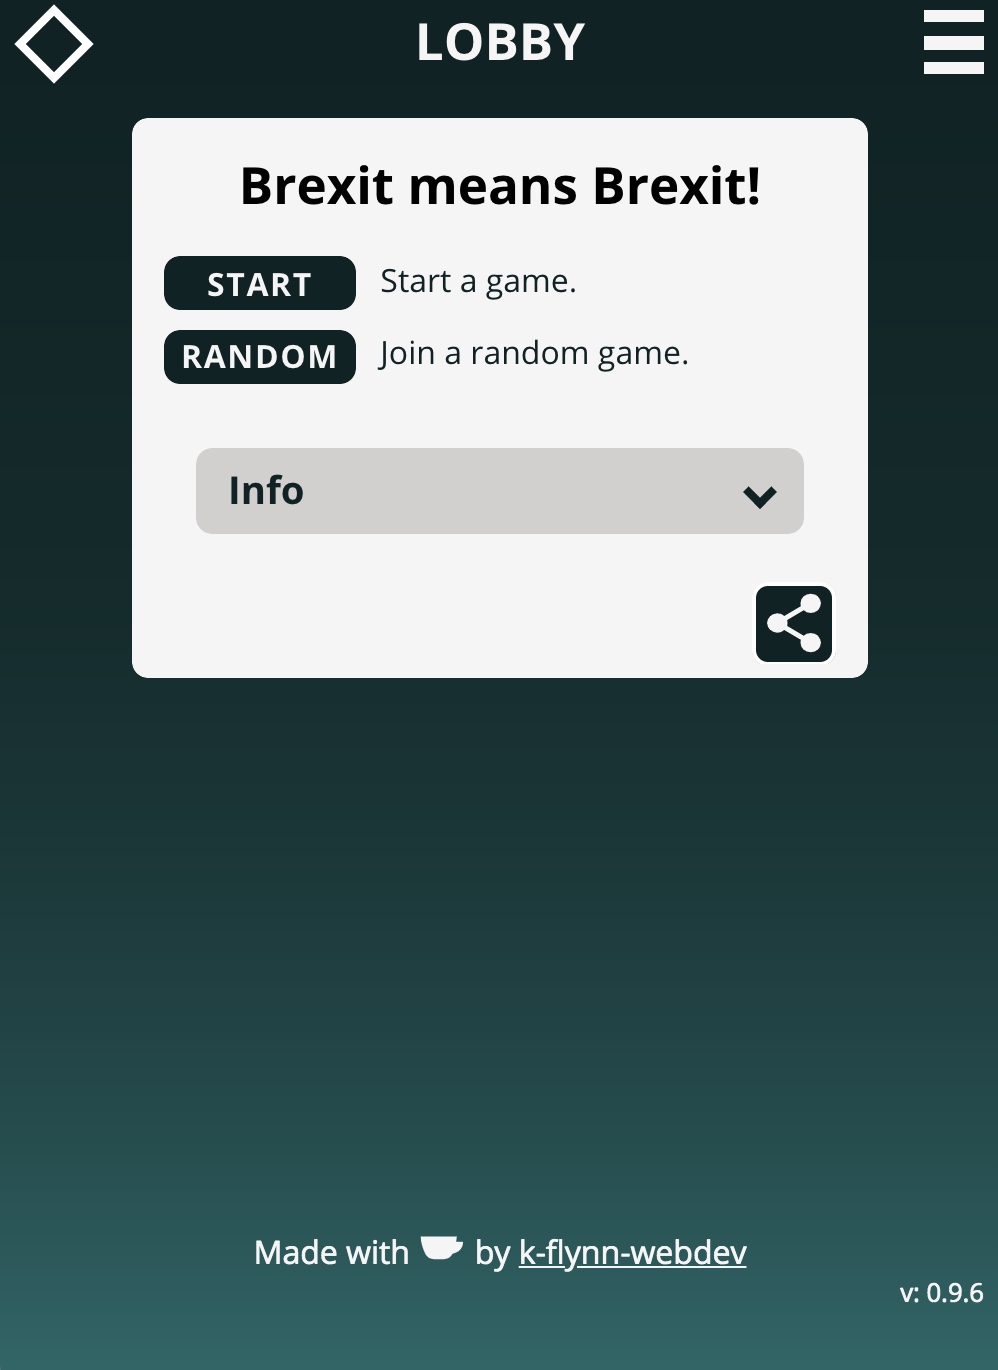 LOBBY
Brexit means Brexit!
START Start a game.
RANDOM Join a random game.
Info
Made with by k-flynn-webdev
v: 0.9.6